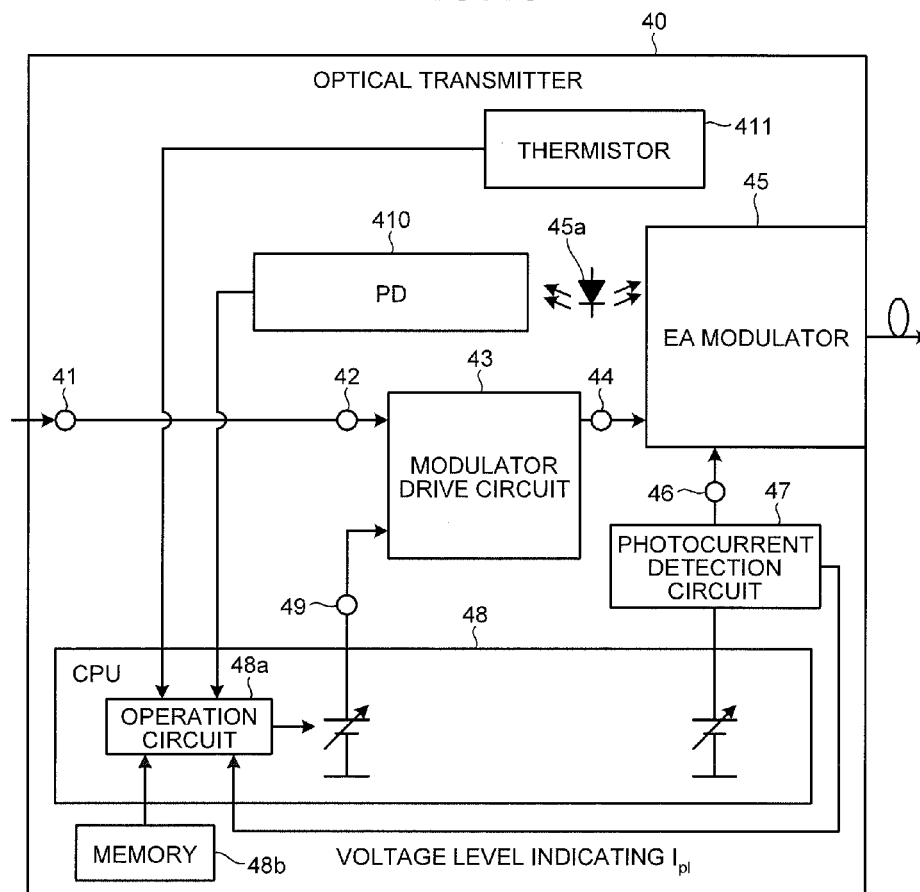 40
OPTICAL TRANSMITTER
THERMISTOR
411
45
410
45a
PD
EA MODULATOR
41
42
43
44
MODULATOR
DRIVE CIRCUIT
46
47
PHOTOCURRENT
DETECTION
CIRCUIT
49
48
CPU
48a
OPERATION
CIRCUIT
MEMORY
48b
VOLTAGE LEVEL INDICATING Ipl